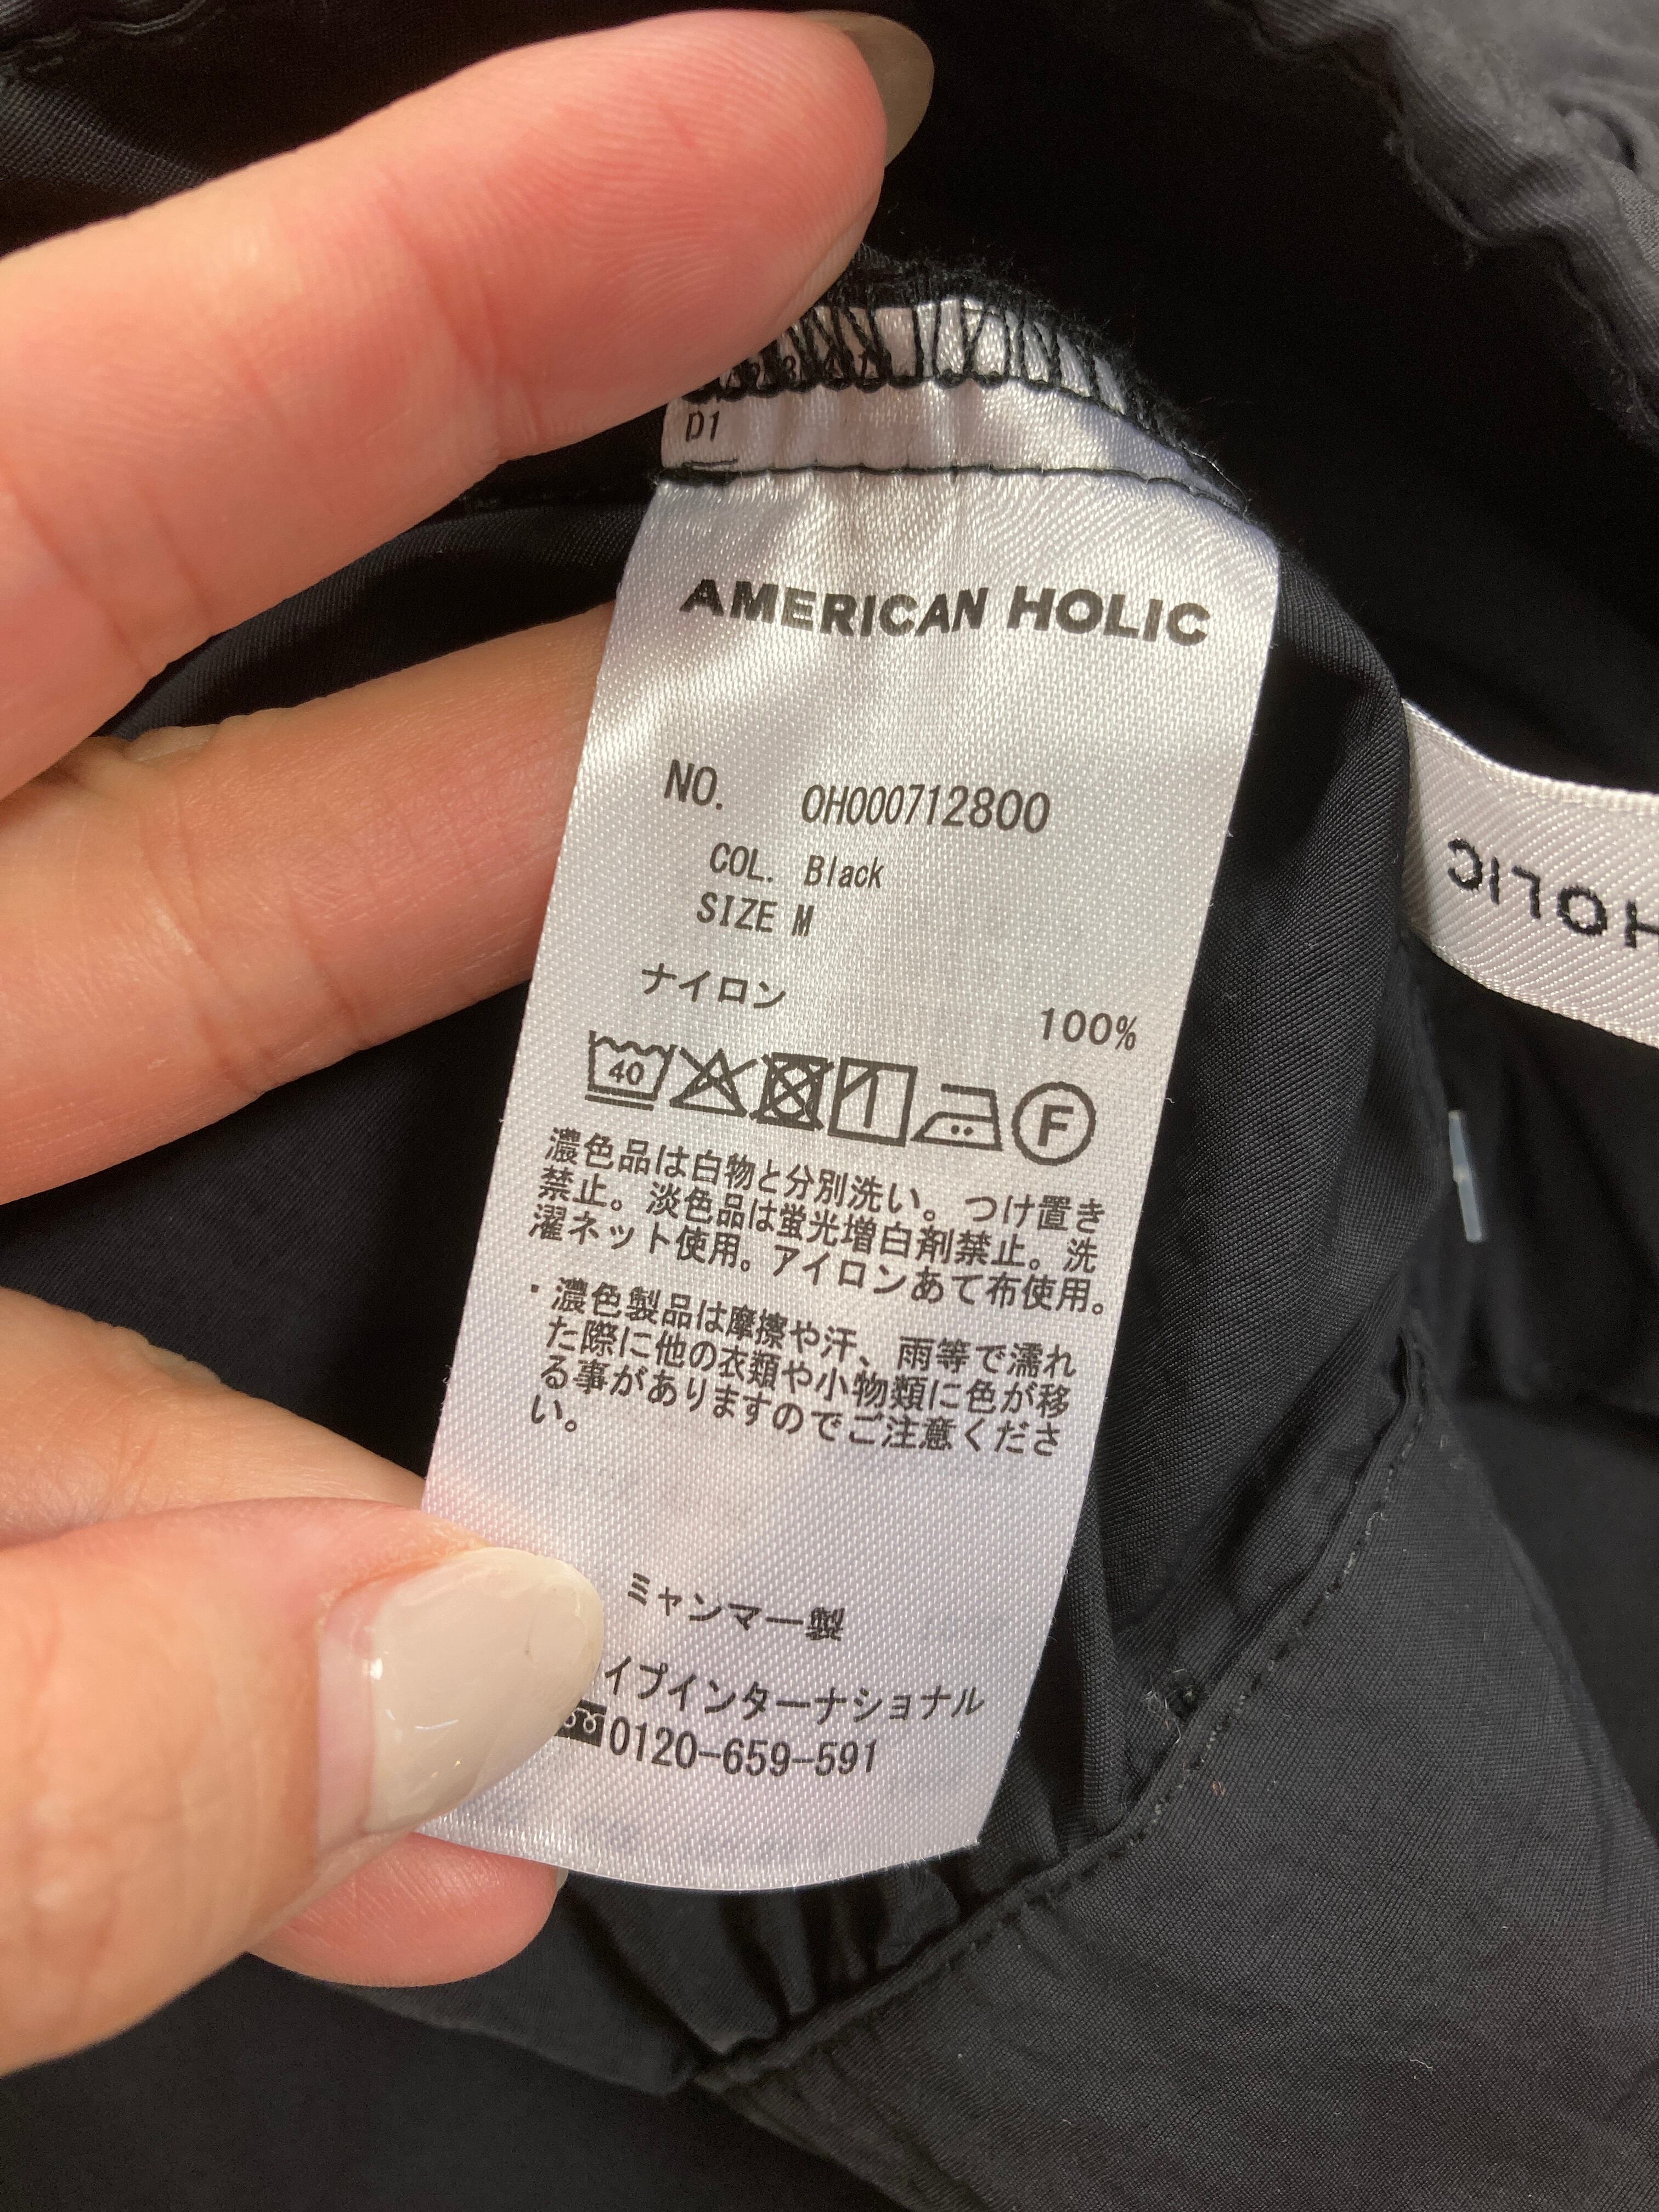 D1
AMERICAN HOLIC
NO. OH000712800
COL. Black
SIZE M
ナイロン 100%
40
F
濃色品は白物と分別洗い。つけ置き
禁止。淡色品は蛍光増白剤禁止。洗
濯ネット使用。アイロンあて布使用。
・濃色製品は摩擦や汗、雨等で濡れ
た際に他の衣類や小物類に色が移
る事がありますのでご注意くださ
い。
ミャンマー製
イプインターナショナル
0120-659-591
HOLIC